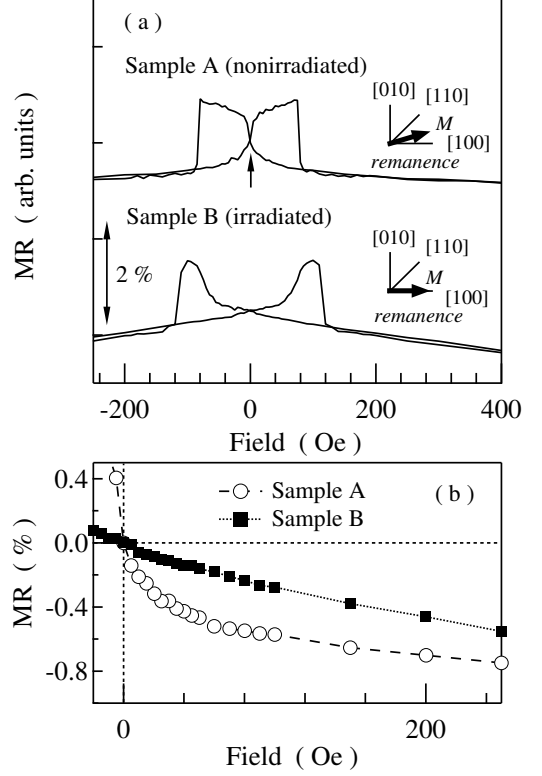 ( a )
Sample A (nonirradiated)
[010]
[110]
M
[100]
remanence
MR ( arb. units )
Sample B (irradiated)
2 %
[010]
[110]
M
[100]
remanence
-200 0 200 400
Field ( Oe )
0.4
0.0
-0.4
-0.8
MR ( % )
Sample A
Sample B
( b )
0 200
Field ( Oe )